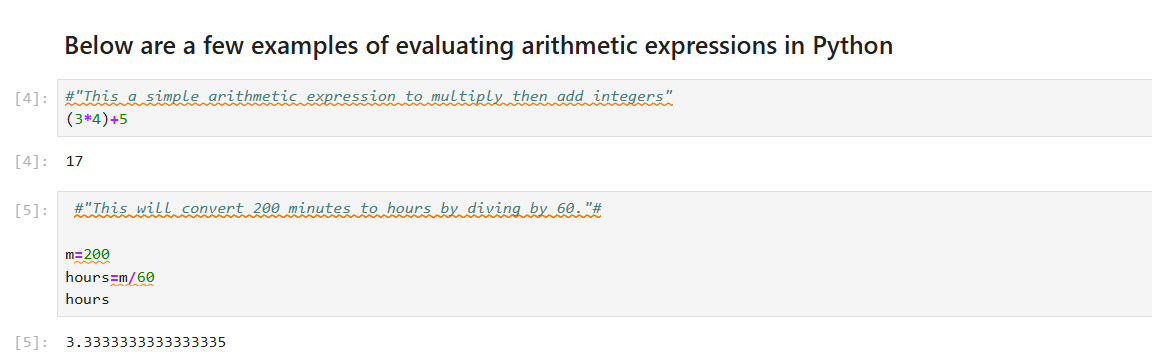 Below are a few examples of evaluating arithmetic expressions in Python
[4]: #"This a simple arithmetic expression to multiply then add integers"
(3*4)+5
[4]: 17
[5]: #"This will convert 200 minutes to hours by diving by 60."#
m=200
hours=m/60
hours
[5]: 3.3333333333333335